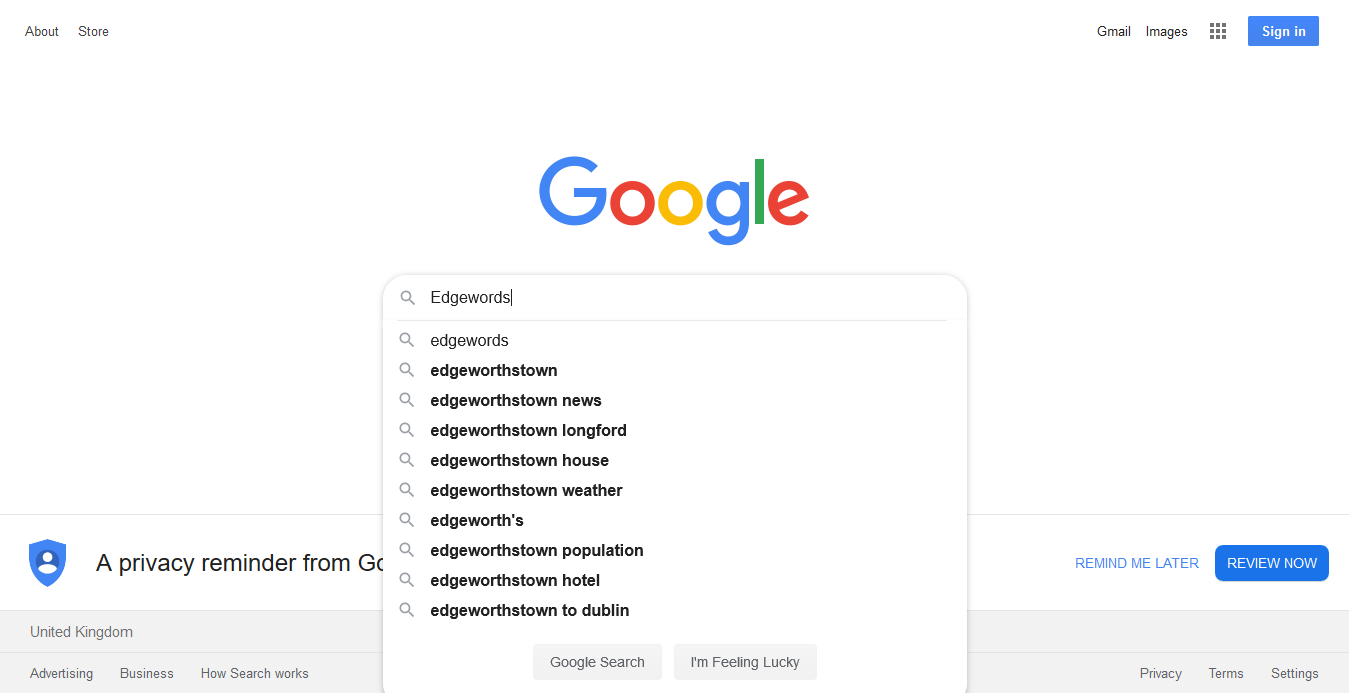 About Store
Gmail Images Sign in
Google
Edgewords
edgewords
edgeworthstown
edgeworthstown news
edgeworthstown longford
edgeworthstown house
edgeworthstown weather
edgeworth's
edgeworthstown population
edgeworthstown hotel
edgeworthstown to dublin
Google Search I'm Feeling Lucky
A privacy reminder from
REMIND ME LATER REVIEW NOW
United Kingdom
Advertising Business How Search works
Privacy Terms Settings